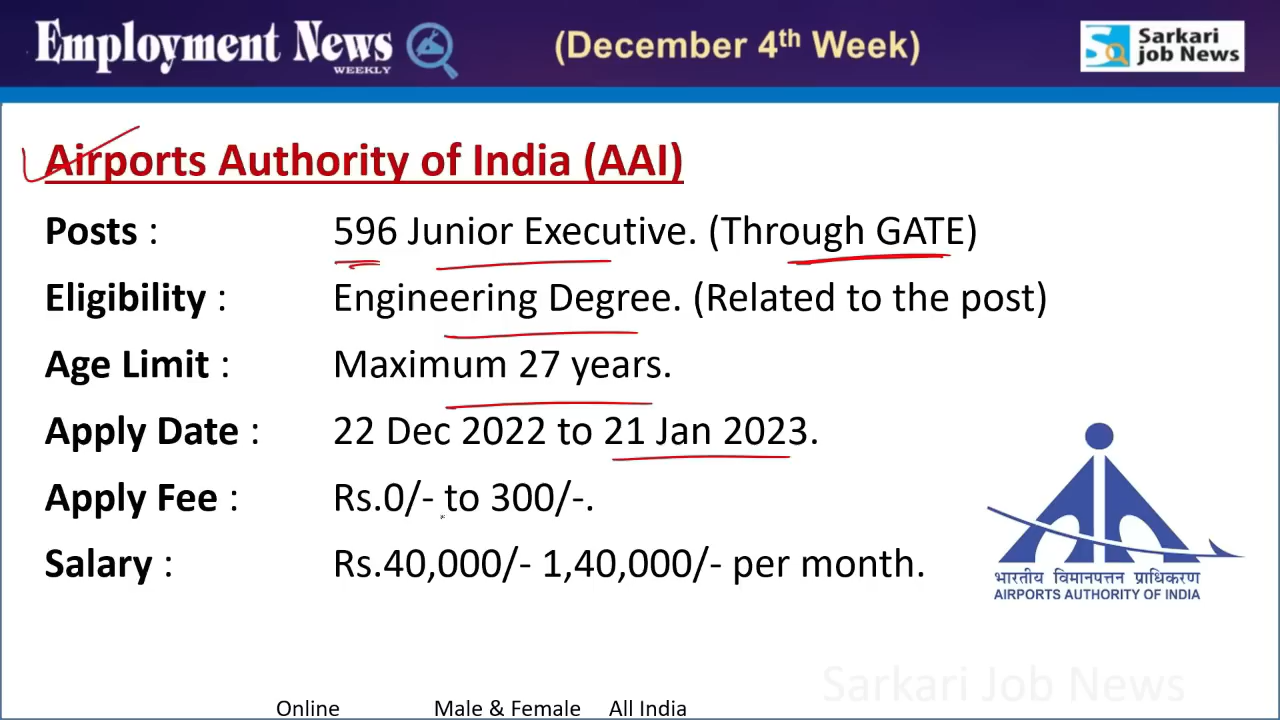 Employment News
WEEKLY
(December 4th Week)
Sarkari
Job News
Airports Authority of India (AAI)
Posts : 596 Junior Executive. (Through GATE)
Eligibility : Engineering Degree. (Related to the post)
Age Limit : Maximum 27 years.
Apply Date : 22 Dec 2022 to 21 Jan 2023.
Apply Fee : Rs.0/- to 300/-.
Salary : Rs.40,000/- 1,40,000/- per month.
भारतीय विमानपत्तन प्राधिकरण
AIRPORTS AUTHORITY OF INDIA
Sarkari Job News
Online Male & Female All India